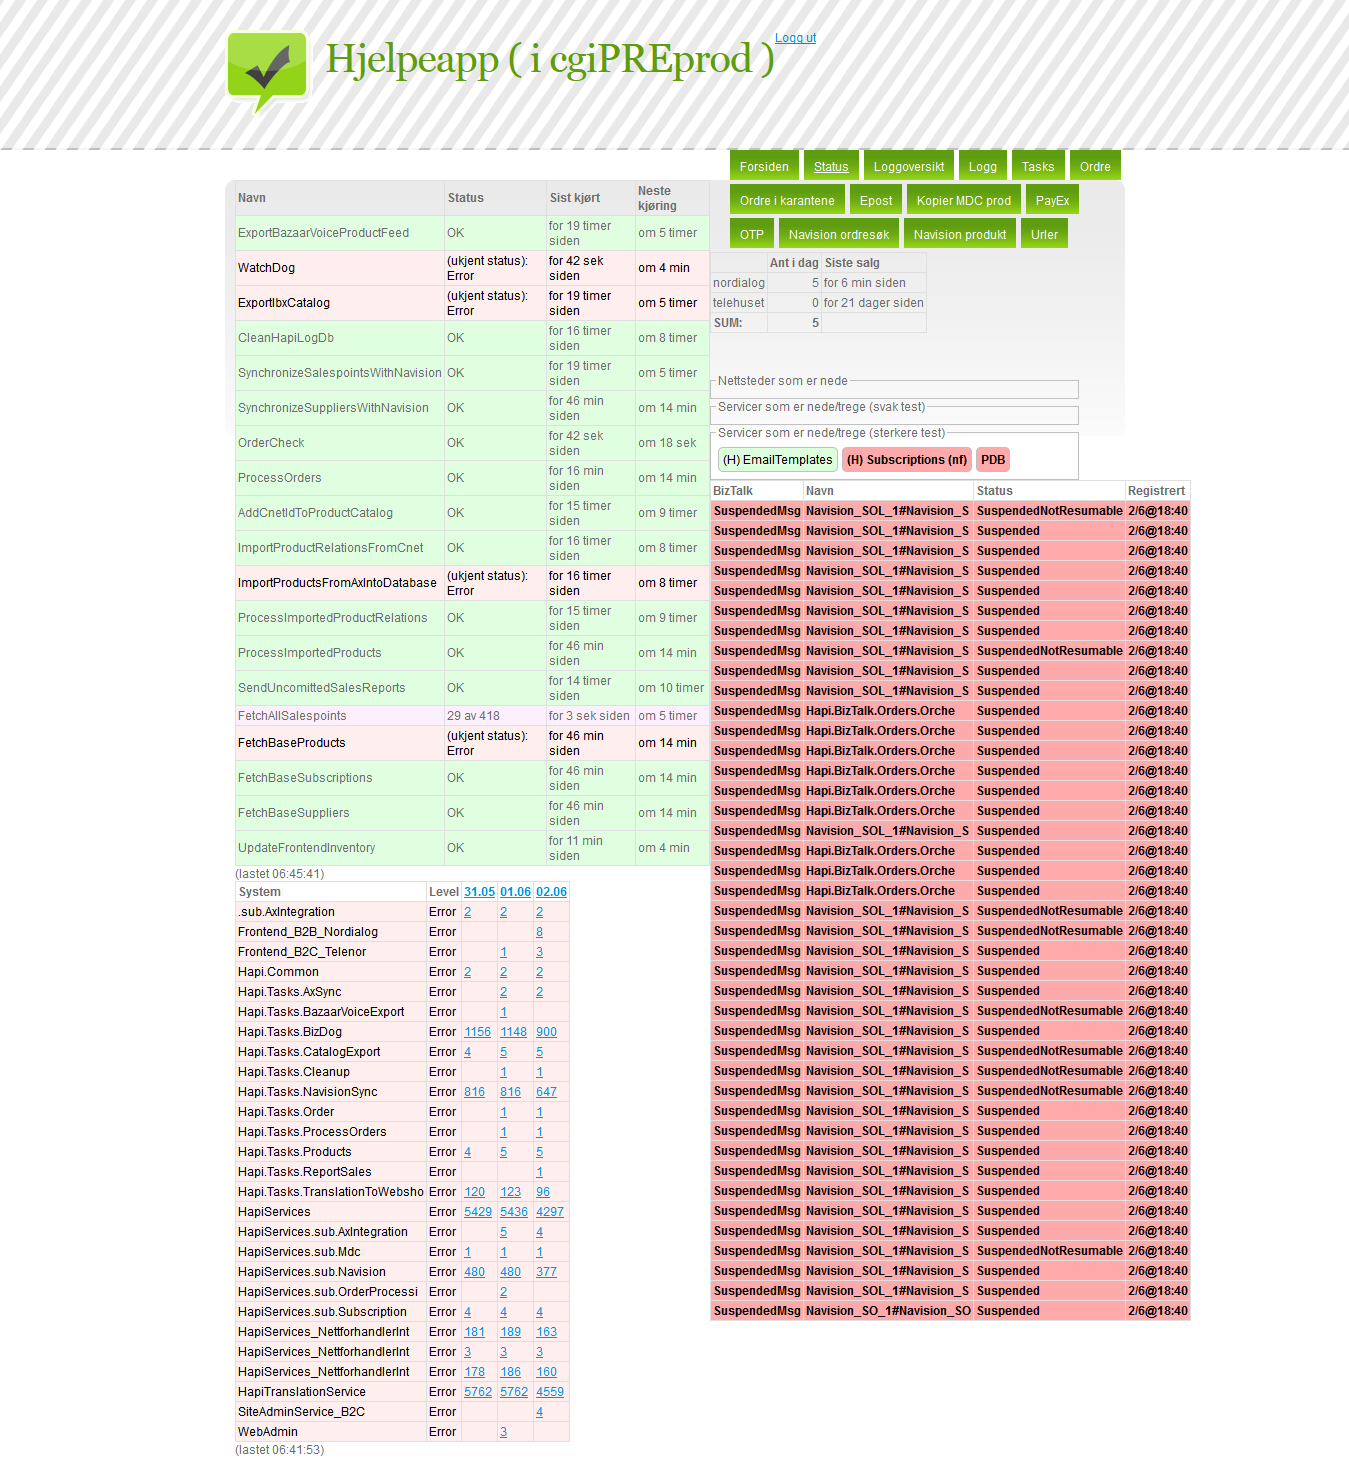 Hjelpeapp ( i cgiPREprod )
Logg ut
Forsiden Status Loggoversikt Logg Tasks Ordre
Ordre i karantene Epost Kopier MDC prod PayEx
OTP Navision ordresøk Navision produkt Urler
Navn Status Sist kjørt Neste kjøring
ExportBazaarVoiceProductFeed OK for 19 timer siden om 5 timer
WatchDog (ukjent status): Error for 42 sek siden om 4 min
ExportIbxCatalog (ukjent status): Error for 19 timer siden om 5 timer
CleanHapiLogDb OK for 16 timer siden om 8 timer
SynchronizeSalespointsWithNavision OK for 19 timer siden om 5 timer
SynchronizeSuppliersWithNavision OK for 46 min siden om 14 min
OrderCheck OK for 42 sek siden om 18 sek
ProcessOrders OK for 16 min siden om 14 min
AddCnetIdToProductCatalog OK for 15 timer siden om 9 timer
ImportProductRelationsFromCnet OK for 16 timer siden om 8 timer
ImportProductsFromAxIntoDatabase (ukjent status): Error for 16 timer siden om 8 timer
ProcessImportedProductRelations OK for 15 timer siden om 9 timer
ProcessImportedProducts OK for 46 min siden om 14 min
SendUncomittedSalesReports OK for 14 timer siden om 10 timer
FetchAllSalespoints 29 av 418 for 3 sek siden om 5 timer
FetchBaseProducts (ukjent status): Error for 46 min siden om 14 min
FetchBaseSubscriptions OK for 46 min siden om 14 min
FetchBaseSuppliers OK for 46 min siden om 14 min
UpdateFrontendInventory OK for 11 min siden om 4 min
(lastet 06:45:41)
System Level 31.05 01.06 02.06
.sub.AxIntegration Error 2 2 2
Frontend_B2B_Nordialog Error 8
Frontend_B2C_Telenor Error 1 3
Hapi.Common Error 2 2 2
Hapi.Tasks.AxSync Error 2 2
Hapi.Tasks.BazaarVoiceExport Error 1
Hapi.Tasks.BizDog Error 1156 1148 900
Hapi.Tasks.CatalogExport Error 4 5 5
Hapi.Tasks.Cleanup Error 1 1
Hapi.Tasks.NavisionSync Error 816 816 647
Hapi.Tasks.Order Error 1 1
Hapi.Tasks.ProcessOrders Error 1 1
Hapi.Tasks.Products Error 4 5 5
Hapi.Tasks.ReportSales Error 1
Hapi.Tasks.TranslationToWebsho Error 120 123 96
HapiServices Error 5429 5436 4297
HapiServices.sub.AxIntegration Error 5 4
HapiServices.sub.Mdc Error 1 1 1
HapiServices.sub.Navision Error 480 480 377
HapiServices.sub.OrderProcessi Error 2
HapiServices.sub.Subscription Error 4 4 4
HapiServices_NettforhandlerInt Error 181 189 163
HapiServices_NettforhandlerInt Error 3 3 3
HapiServices_NettforhandlerInt Error 178 186 160
HapiTranslationService Error 5762 5762 4559
SiteAdminService_B2C Error 4
WebAdmin Error 3
(lastet 06:41:53)
Ant i dag Siste salg
nordialog 5 for 6 min siden
telehuset 0 for 21 dager siden
SUM: 5
Nettsteder som er nede
Servicer som er nede/trege (svak test)
Servicer som er nede/trege (sterkere test)
(H) EmailTemplates (H) Subscriptions (nf) PDB
BizTalk Navn Status Registrert
SuspendedMsg Navision_SOL_1#Navision_S SuspendedNotResumable 2/6@18:40
SuspendedMsg Navision_SOL_1#Navision_S Suspended 2/6@18:40
SuspendedMsg Navision_SOL_1#Navision_S Suspended 2/6@18:40
SuspendedMsg Navision_SOL_1#Navision_S Suspended 2/6@18:40
SuspendedMsg Navision_SOL_1#Navision_S Suspended 2/6@18:40
SuspendedMsg Navision_SOL_1#Navision_S Suspended 2/6@18:40
SuspendedMsg Navision_SOL_1#Navision_S Suspended 2/6@18:40
SuspendedMsg Navision_SOL_1#Navision_S SuspendedNotResumable 2/6@18:40
SuspendedMsg Navision_SOL_1#Navision_S Suspended 2/6@18:40
SuspendedMsg Navision_SOL_1#Navision_S Suspended 2/6@18:40
SuspendedMsg Hapi.BizTalk.Orders.Orche Suspended 2/6@18:40
SuspendedMsg Hapi.BizTalk.Orders.Orche Suspended 2/6@18:40
SuspendedMsg Hapi.BizTalk.Orders.Orche Suspended 2/6@18:40
SuspendedMsg Hapi.BizTalk.Orders.Orche Suspended 2/6@18:40
SuspendedMsg Hapi.BizTalk.Orders.Orche Suspended 2/6@18:40
SuspendedMsg Hapi.BizTalk.Orders.Orche Suspended 2/6@18:40
SuspendedMsg Navision_SOL_1#Navision_S Suspended 2/6@18:40
SuspendedMsg Hapi.BizTalk.Orders.Orche Suspended 2/6@18:40
SuspendedMsg Hapi.BizTalk.Orders.Orche Suspended 2/6@18:40
SuspendedMsg Hapi.BizTalk.Orders.Orche Suspended 2/6@18:40
SuspendedMsg Navision_SOL_1#Navision_S SuspendedNotResumable 2/6@18:40
SuspendedMsg Navision_SOL_1#Navision_S SuspendedNotResumable 2/6@18:40
SuspendedMsg Navision_SOL_1#Navision_S Suspended 2/6@18:40
SuspendedMsg Navision_SOL_1#Navision_S Suspended 2/6@18:40
SuspendedMsg Navision_SOL_1#Navision_S Suspended 2/6@18:40
SuspendedMsg Navision_SOL_1#Navision_S SuspendedNotResumable 2/6@18:40
SuspendedMsg Navision_SOL_1#Navision_S Suspended 2/6@18:40
SuspendedMsg Navision_SOL_1#Navision_S SuspendedNotResumable 2/6@18:40
SuspendedMsg Navision_SOL_1#Navision_S SuspendedNotResumable 2/6@18:40
SuspendedMsg Navision_SOL_1#Navision_S SuspendedNotResumable 2/6@18:40
SuspendedMsg Navision_SOL_1#Navision_S Suspended 2/6@18:40
SuspendedMsg Navision_SOL_1#Navision_S Suspended 2/6@18:40
SuspendedMsg Navision_SOL_1#Navision_S Suspended 2/6@18:40
SuspendedMsg Navision_SOL_1#Navision_S Suspended 2/6@18:40
SuspendedMsg Navision_SOL_1#Navision_S Suspended 2/6@18:40
SuspendedMsg Navision_SOL_1#Navision_S Suspended 2/6@18:40
SuspendedMsg Navision_SOL_1#Navision_S Suspended 2/6@18:40
SuspendedMsg Navision_SOL_1#Navision_S SuspendedNotResumable 2/6@18:40
SuspendedMsg Navision_SOL_1#Navision_S Suspended 2/6@18:40
SuspendedMsg Navision_SOL_1#Navision_S Suspended 2/6@18:40
SuspendedMsg Navision_SO_1#Navision_SO Suspended 2/6@18:40